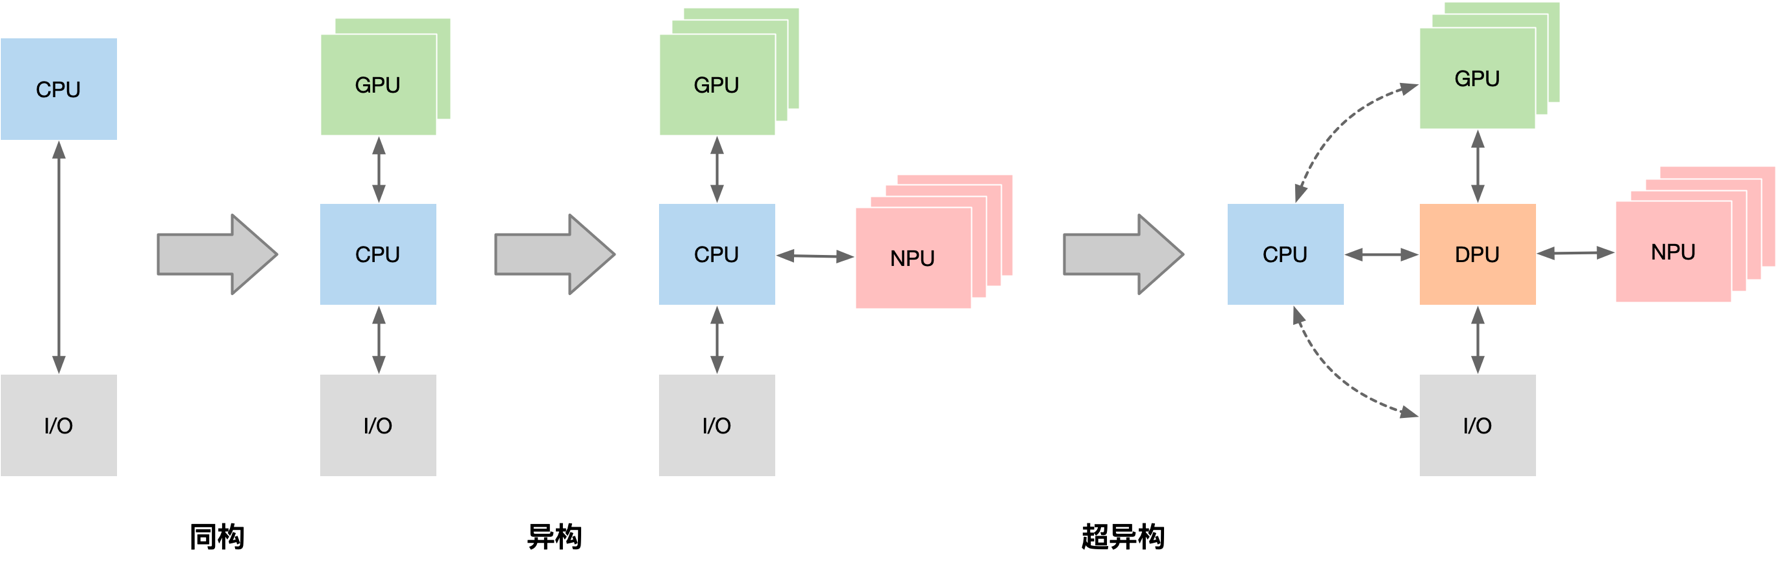 CPU
I/O
GPU
CPU
I/O
GPU
CPU
NPU
I/O
GPU
CPU
DPU
NPU
I/O
同构
异构
超异构